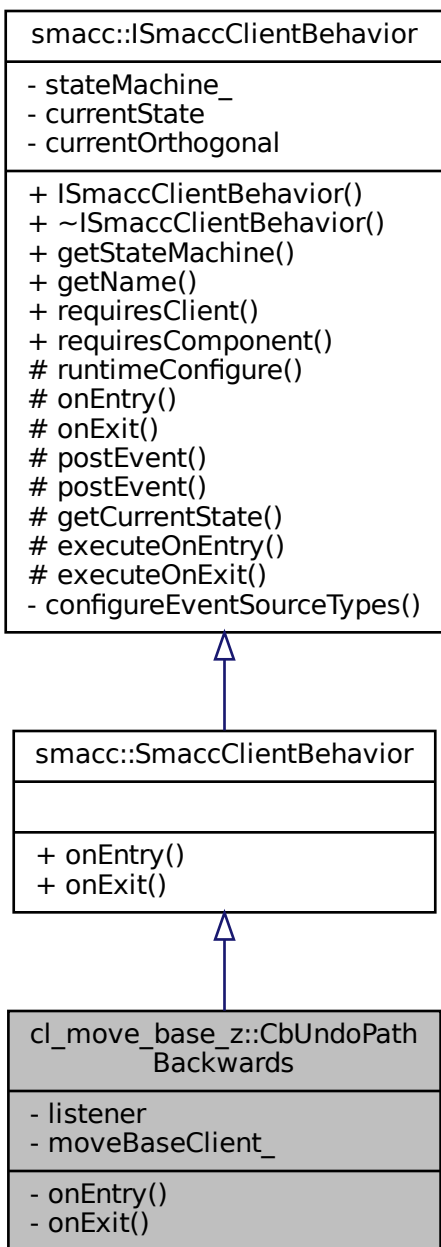 smacc::ISmaccClientBehavior
- stateMachine_
- currentState
- currentOrthogonal
+ ISmaccClientBehavior()
+ ~ISmaccClientBehavior()
+ getStateMachine()
+ getName()
+ requiresClient()
+ requiresComponent()
# runtimeConfigure()
# onEntry()
# onExit()
# postEvent()
# postEvent()
# getCurrentState()
# executeOnEntry()
# executeOnExit()
- configureEventSourceTypes()
smacc::SmaccClientBehavior
+ onEntry()
+ onExit()
cl_move_base_z::CbUndoPath
Backwards
- listener
- moveBaseClient_
- onEntry()
- onExit()